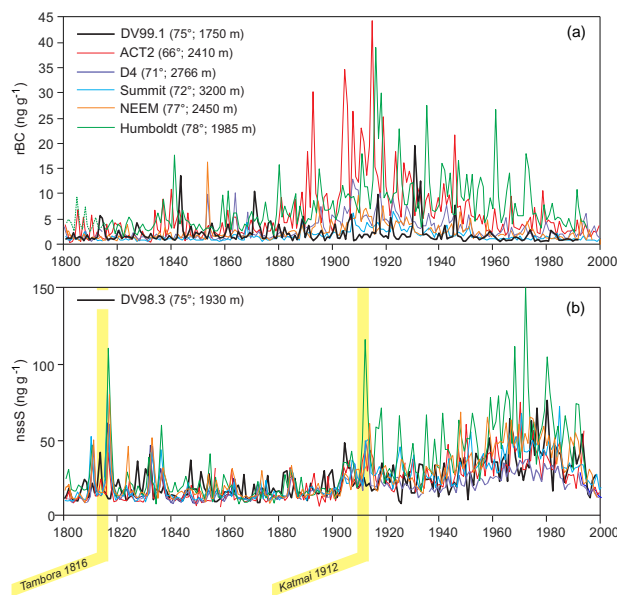 45
40
35
30
25
20
15
10
5
0
rBC (ng g⁻¹)
(a)
DV99.1 (75°; 1750 m)
ACT2 (66°; 2410 m)
D4 (71°; 2766 m)
Summit (72°; 3200 m)
NEEM (77°; 2450 m)
Humboldt (78°; 1985 m)
1800 1820 1840 1860 1880 1900 1920 1940 1960 1980 2000
150
100
50
0
nssS (ng g⁻¹)
(b)
DV98.3 (75°; 1930 m)
1800 1820 1840 1860 1880 1900 1920 1940 1960 1980 2000
Tambora 1816
Katmai 1912